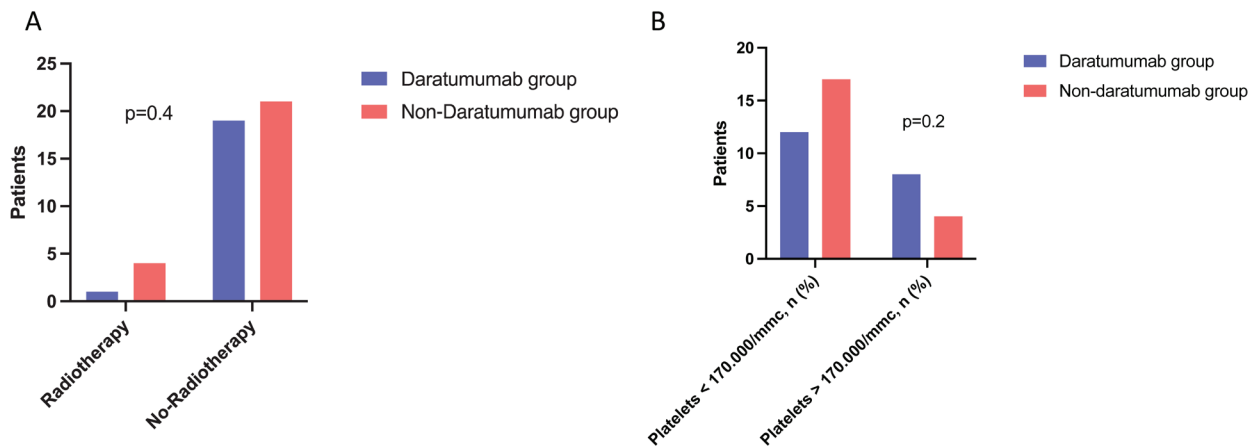 A
25
20
15
10
5
0
Patients
p=0.4
Radiotherapy
No-Radiotherapy
Daratumumab group
Non-Daratumumab group
B
20
15
10
5
0
Patients
p=0.2
Platelets < 170.000/mmc, n (%)
Platelets > 170.000/mmc, n (%)
Daratumumab group
Non-daratumumab group